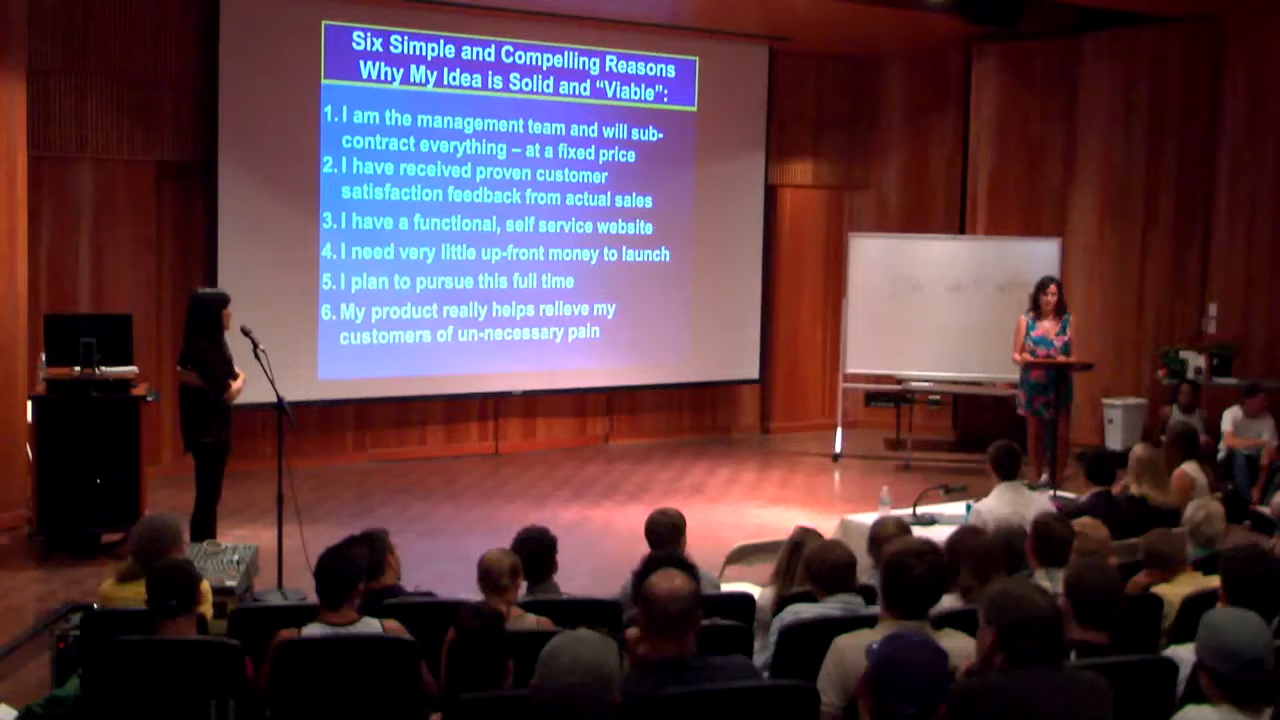 Six Simple and Compelling Reasons
Why My Idea is Solid and “Viable”:
1. I am the management team and will sub-
contract everything – at a fixed price
2. I have received proven customer
satisfaction feedback from actual sales
3. I have a functional, self service website
4. I need very little up-front money to launch
5. I plan to pursue this full time
6. My product really helps relieve my
customers of un-necessary pain